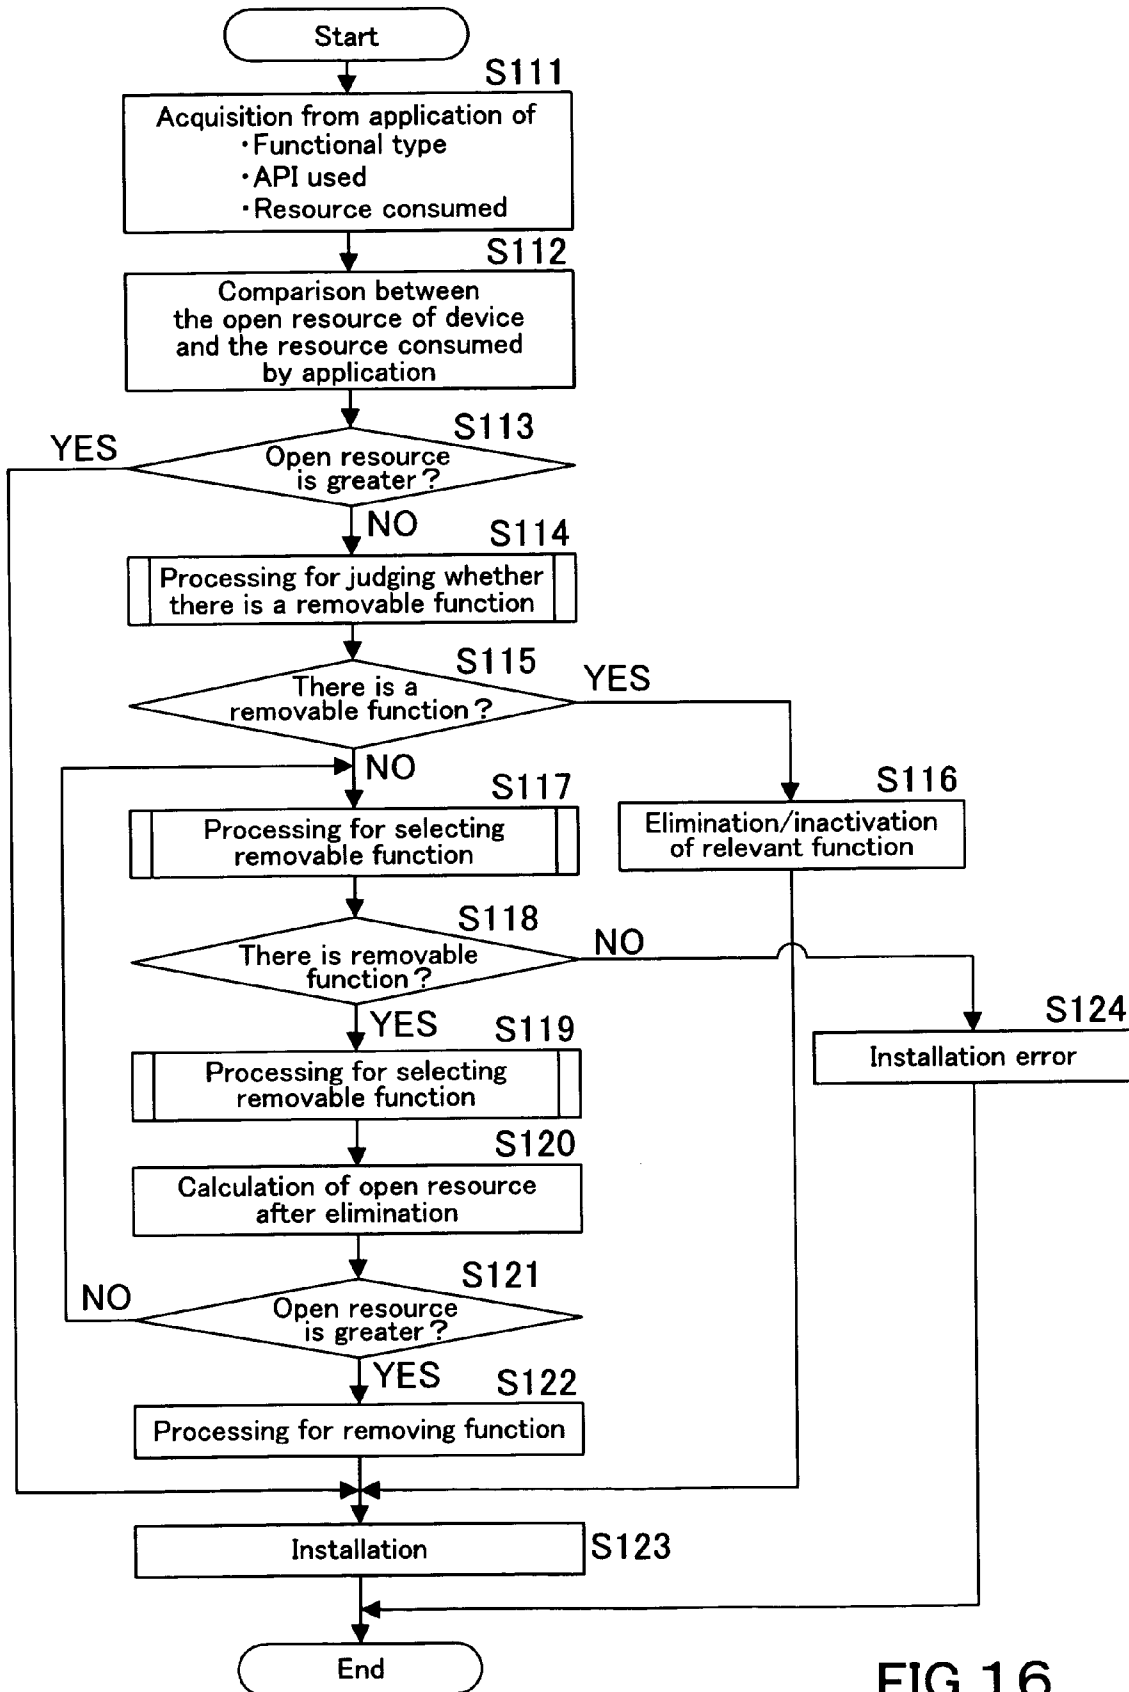 Start
S111
Acquisition from application of
・Functional type
・API used
・Resource consumed
S112
Comparison between
the open resource of device
and the resource consumed
by application
S113
YES
Open resource
is greater?
NO
S114
Processing for judging whether
there is a removable function
S115
YES
There is a
removable function?
NO
S117
S116
Processing for selecting
removable function
Elimination/inactivation
of relevant function
S118
NO
There is removable
function?
YES
S119
S124
Processing for selecting
removable function
Installation error
S120
Calculation of open resource
after elimination
S121
NO
Open resource
is greater?
YES
S122
Processing for removing function
Installation
S123
End
FIG.16